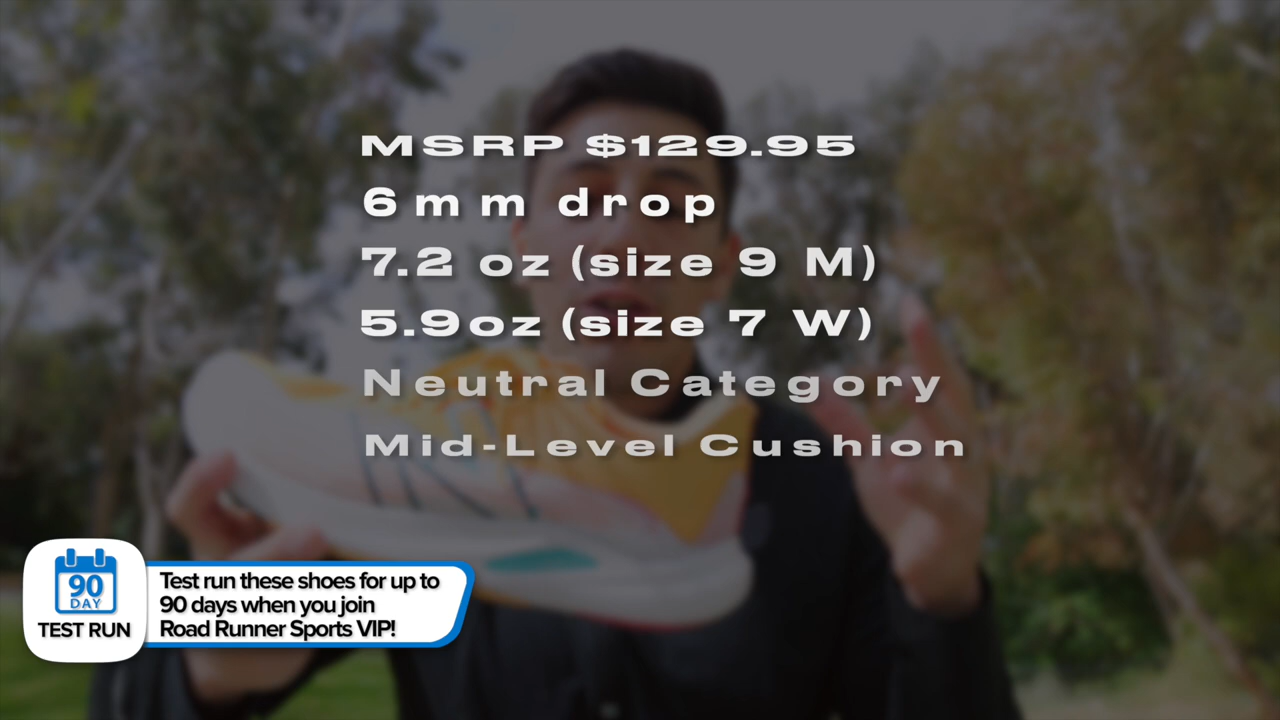 MSRP $129.95
6mm drop
7.2 oz (size 9 M)
5.9oz (size 7 W)
Neutral Category
Mid-Level Cushion
90
DAY
TEST RUN
Test run these shoes for up to
90 days when you join
Road Runner Sports VIP!